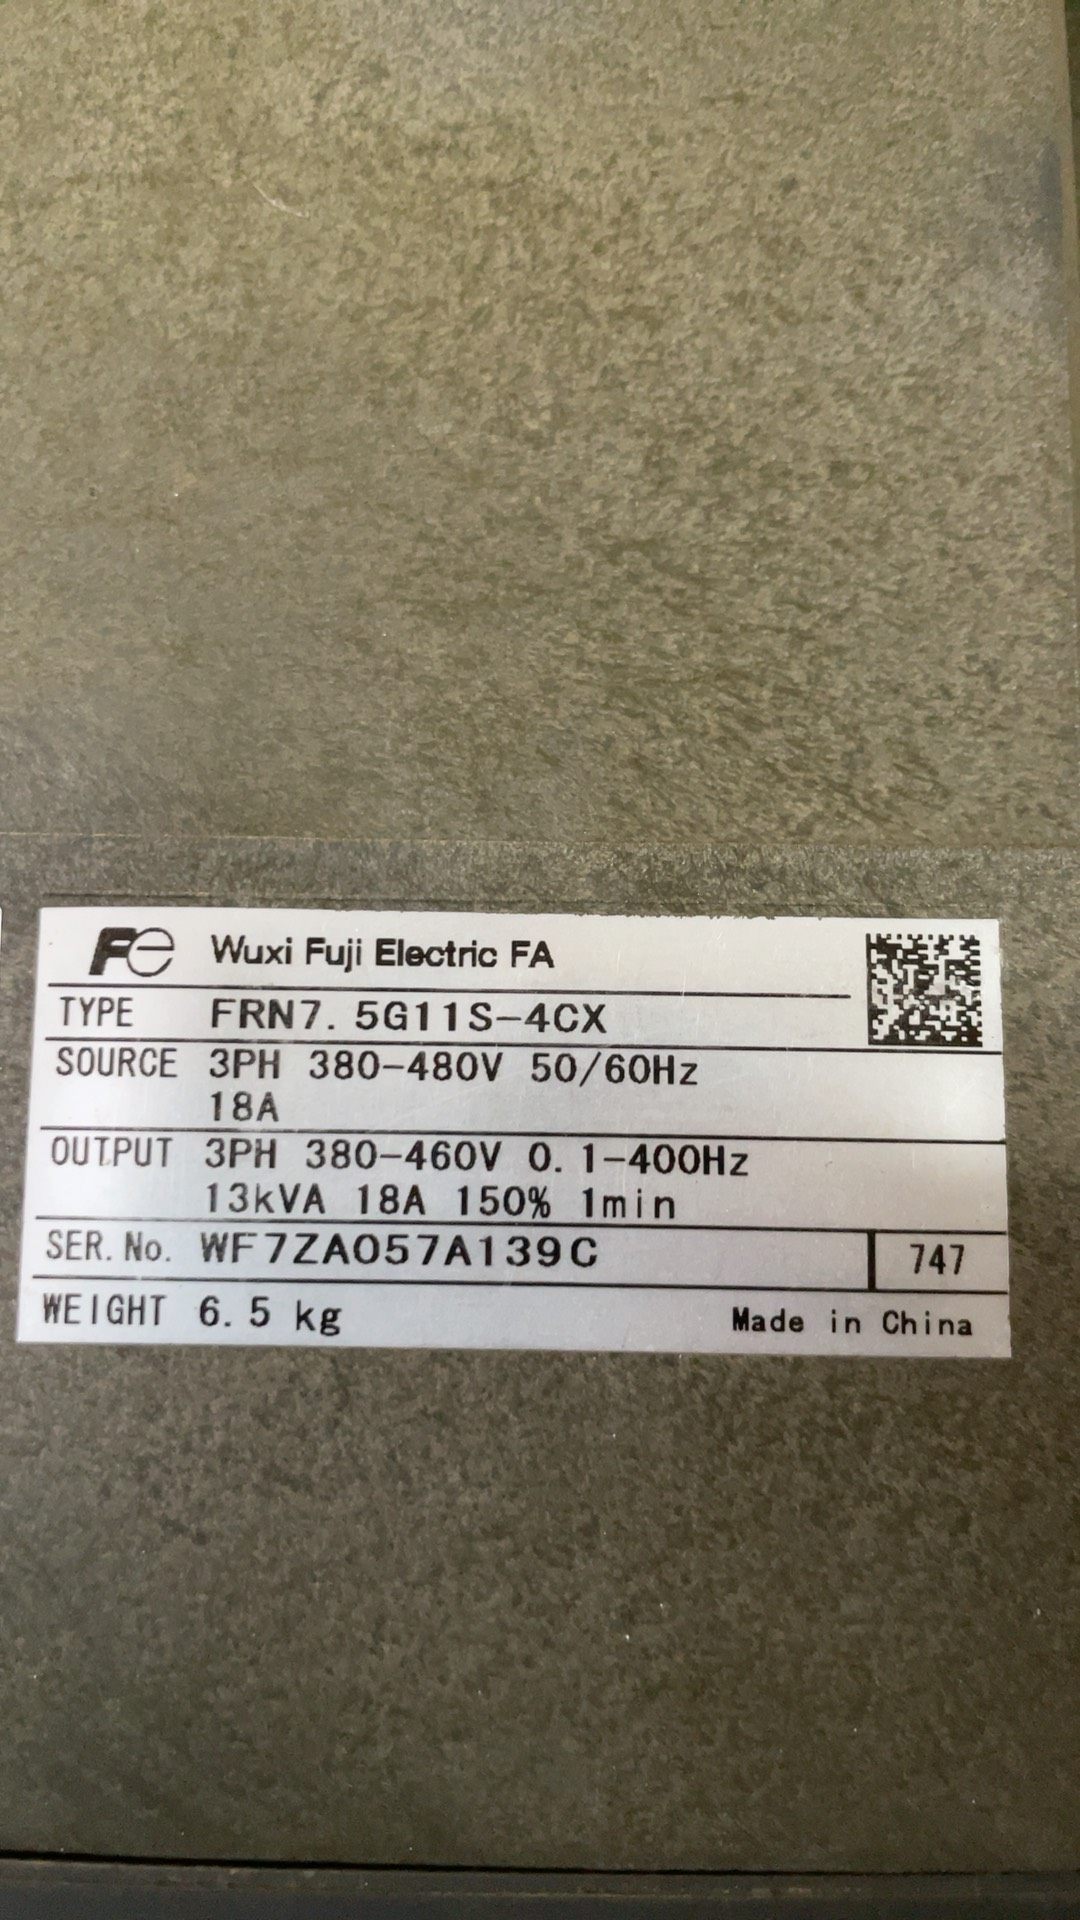 Fe Wuxi Fuji Electric FA
TYPE FRN7.5G11S-4CX
SOURCE 3PH 380-480V 50/60Hz
18A
OUTPUT 3PH 380-460V 0.1-400Hz
13kVA 18A 150% 1min
SER.No. WF7ZA057A139C 747
WEIGHT 6.5 kg Made in China